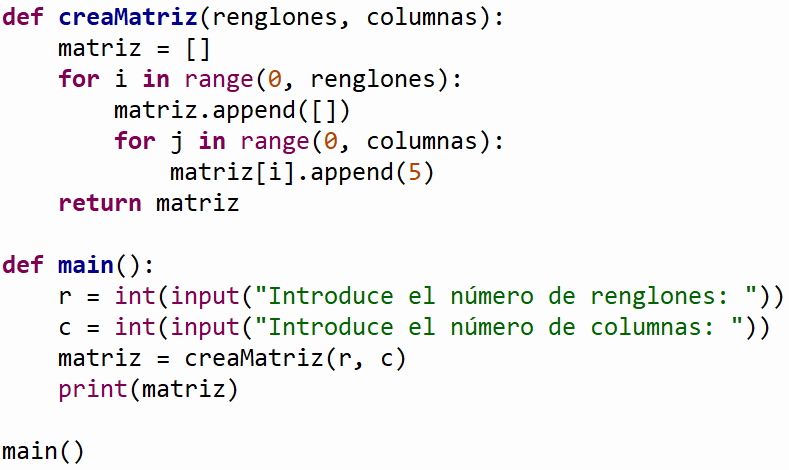 def creaMatriz(renglones, columnas):
    matriz = []
    for i in range(0, renglones):
        matriz.append([])
        for j in range(0, columnas):
            matriz[i].append(5)
    return matriz

def main():
    r = int(input("Introduce el número de renglones: "))
    c = int(input("Introduce el número de columnas: "))
    matriz = creaMatriz(r, c)
    print(matriz)

main()